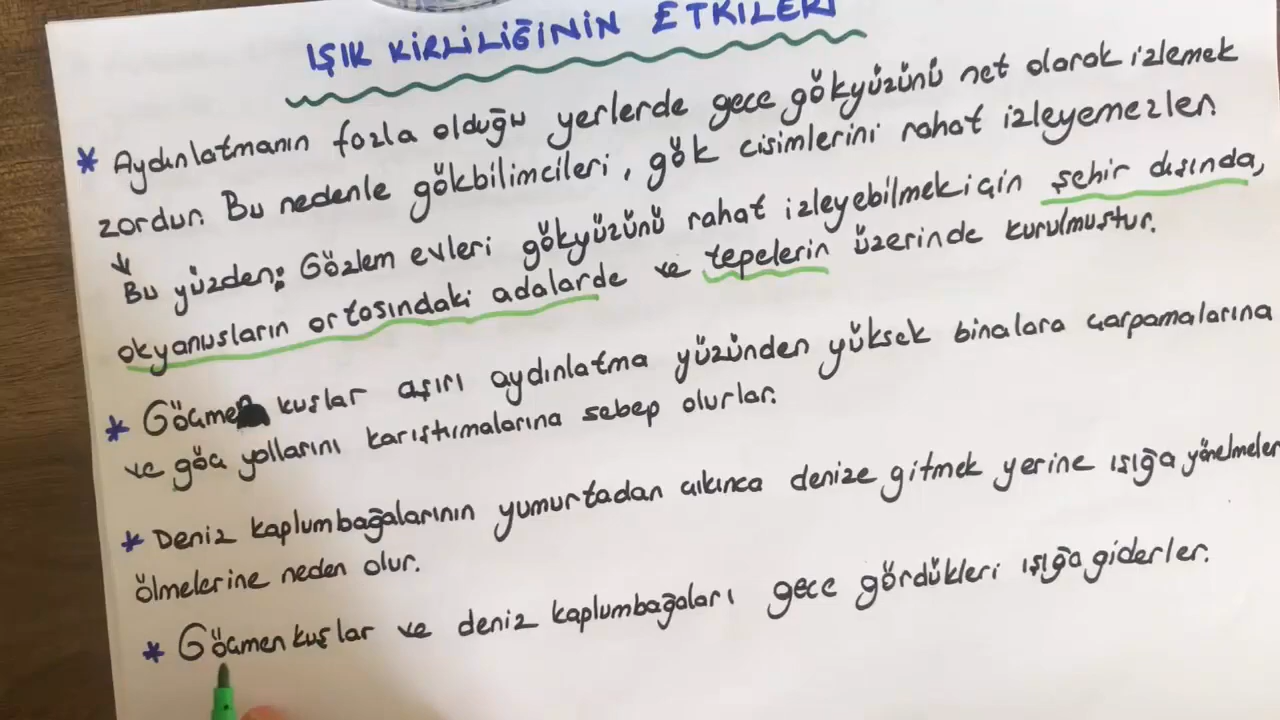 IŞIK KİRLİLİĞİNİN ETKİLERİ
* Aydınlatmanın fazla olduğu yerlerde gece gökyüzünü net olarak izlemek
zordur. Bu nedenle gökbilimcileri, gök cisimlerini rahat izleyemezler.
Bu yüzden: Gözlem evleri gökyüzünü rahat izleyebilmek için şehir dışında,
okyanusların ortasındaki adalarde ve tepelerin üzerinde kurulmuştur.
* Göçmen kuşlar aşırı aydınlatma yüzünden yüksek binalara çarpamalarına
ve göç yollarını karıştırmalarına sebep olurlar.
* Deniz kaplumbağalarının yumurtadan çıkınca denize gitmek yerine ışığa yönelmeler
ölmelerine neden olur.
* Göçmen kuşlar ve deniz kaplumbağaları gece gördükleri ışığa giderler.